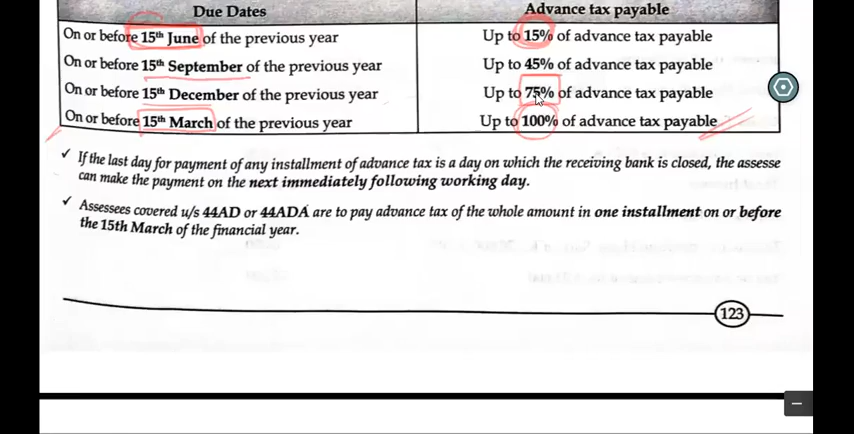 Due Dates
Advance tax payable
On or before 15th June of the previous year
Up to 15% of advance tax payable
On or before 15th September of the previous year
Up to 45% of advance tax payable
On or before 15th December of the previous year
Up to 75% of advance tax payable
On or before 15th March of the previous year
Up to 100% of advance tax payable
✓ If the last day for payment of any installment of advance tax is a day on which the receiving bank is closed, the assesse
can make the payment on the next immediately following working day.
✓ Assessees covered u/s 44AD or 44ADA are to pay advance tax of the whole amount in one installment on or before
the 15th March of the financial year.
123